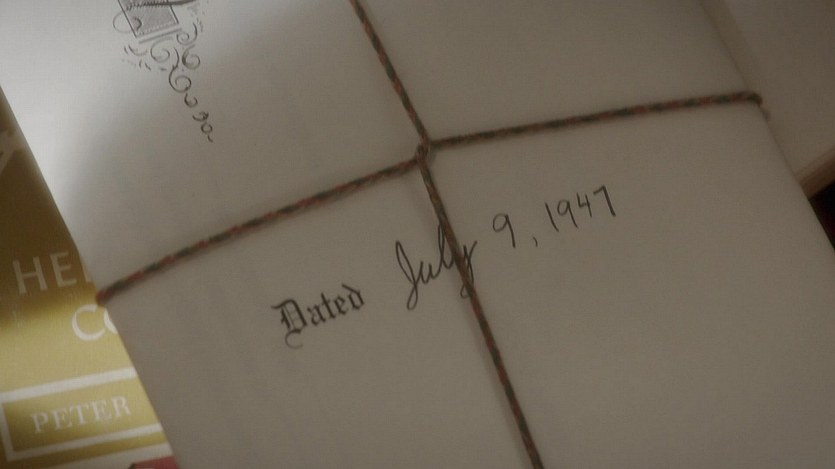 Dated July 9, 1947
HE
CO
PETER